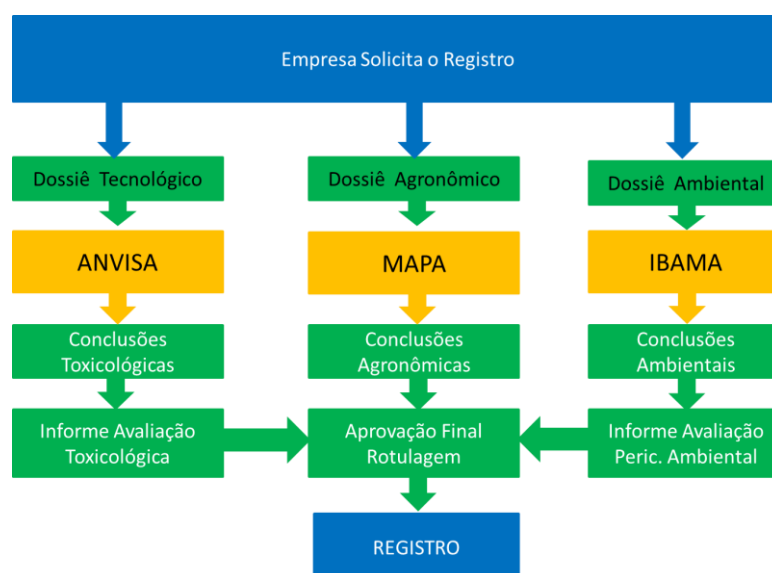 Empresa Solicita o Registro
Dossiê Tecnológico
Dossiê Agronômico
Dossiê Ambiental
ANVISA
MAPA
IBAMA
Conclusões
Toxicológicas
Conclusões
Agronômicas
Conclusões
Ambientais
Informe Avaliação
Toxicológica
Aprovação Final
Rotulagem
Informe Avaliação
Peric. Ambiental
REGISTRO